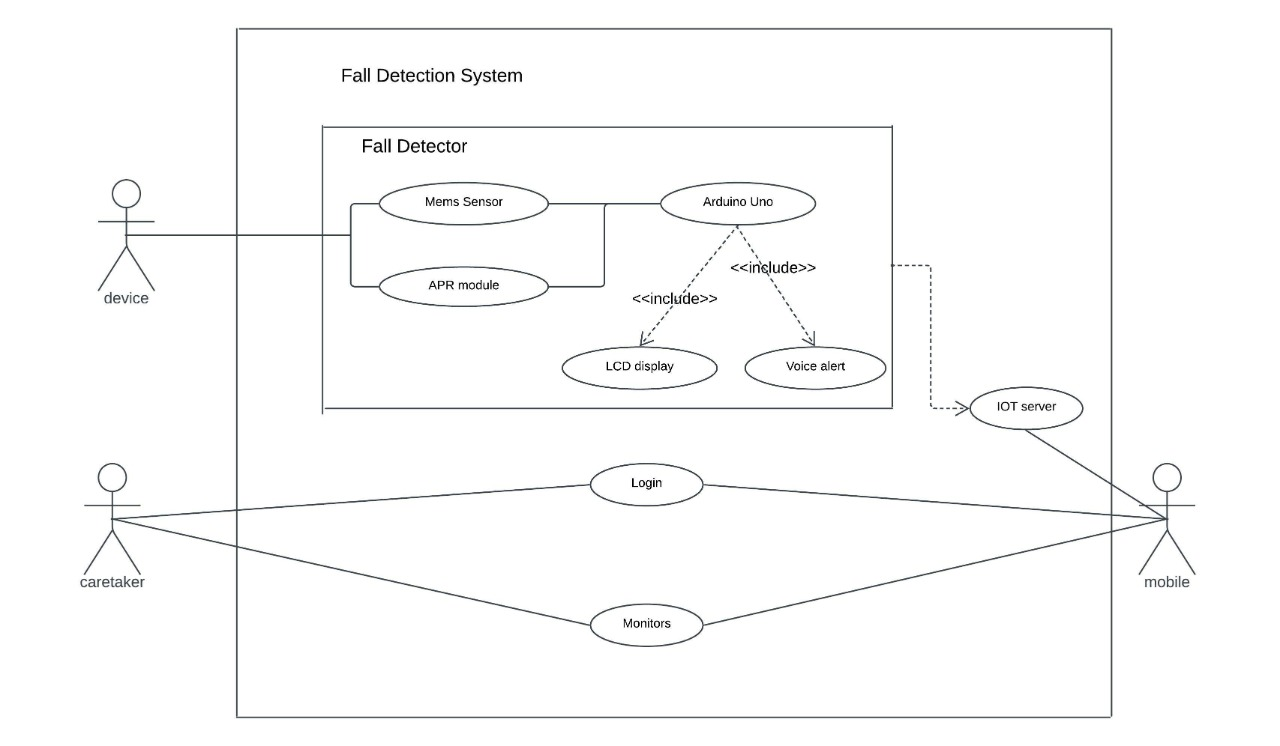 Fall Detection System
Fall Detector
Mems Sensor
Arduino Uno
APR module
<<include>>
<<include>>
device
LCD display
Voice alert
IOT server
Login
caretaker
mobile
Monitors